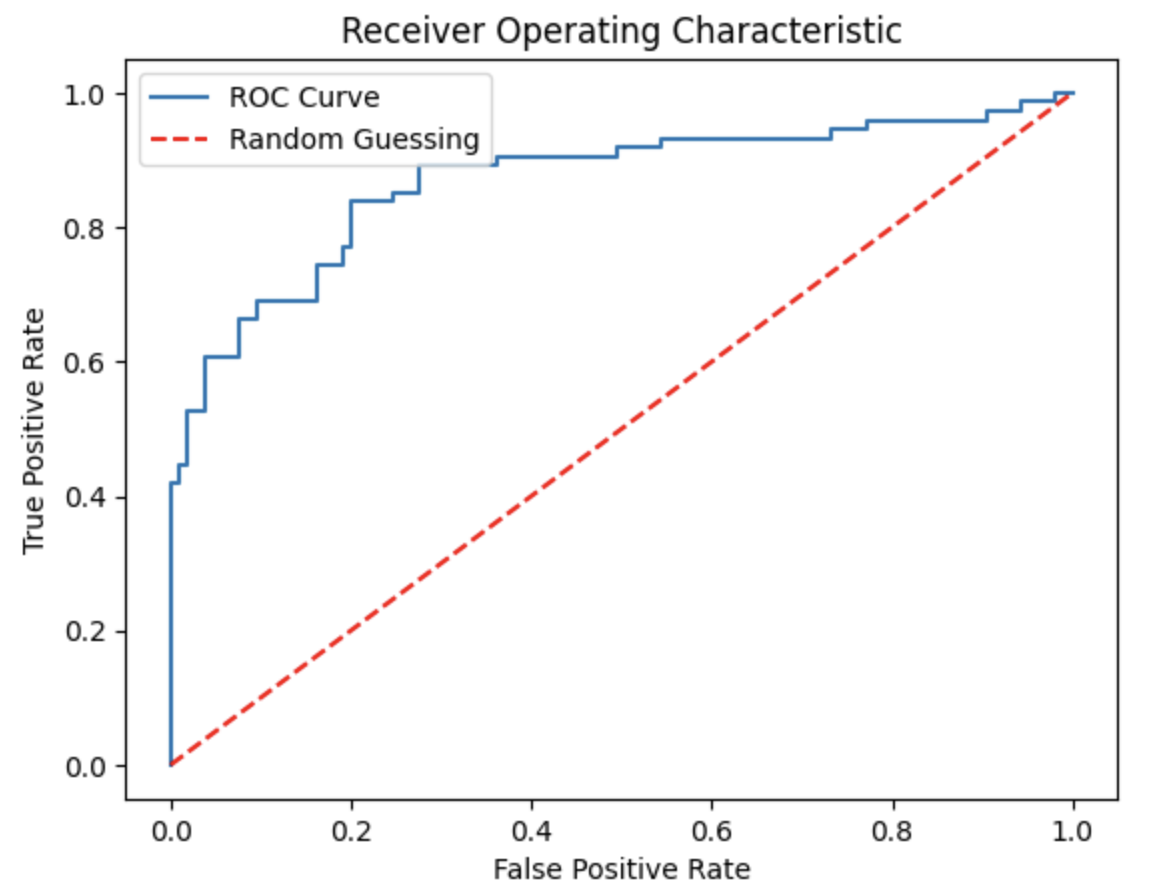 Receiver Operating Characteristic
ROC Curve
Random Guessing
True Positive Rate
1.0
0.8
0.6
0.4
0.2
0.0
0.0 0.2 0.4 0.6 0.8 1.0
False Positive Rate